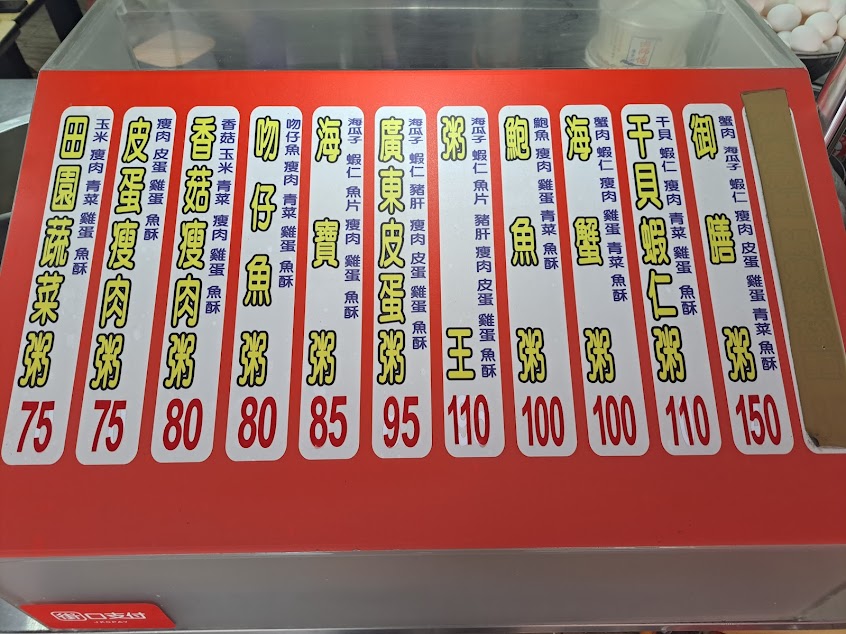 田園蔬菜粥
玉米 瘦肉 青菜 雞蛋 魚酥
75
皮蛋瘦肉粥
瘦肉 皮蛋 雞蛋 魚酥
75
香菇瘦肉粥
香菇 玉米 青菜 瘦肉 雞蛋 魚酥
80
吻仔魚粥
吻仔魚 瘦肉 青菜 雞蛋 魚酥
80
海寶粥
海瓜子 蝦仁 魚片 瘦肉 雞蛋 魚酥
85
廣東皮蛋粥
海瓜子 蝦仁 豬肝 瘦肉 皮蛋 雞蛋 魚酥
95
粥王
海瓜子 蝦仁 魚片 豬肝 瘦肉 皮蛋 雞蛋 魚酥
110
鮑魚粥
鮑魚 瘦肉 雞蛋 青菜 魚酥
100
海蟹粥
蟹肉 蝦仁 瘦肉 雞蛋 青菜 魚酥
100
干貝蝦仁粥
干貝 蝦仁 瘦肉 青菜 雞蛋 魚酥
110
御膳粥
蟹肉 海瓜子 蝦仁 瘦肉 皮蛋 雞蛋 青菜 魚酥
150
街口支付
JKOPAY